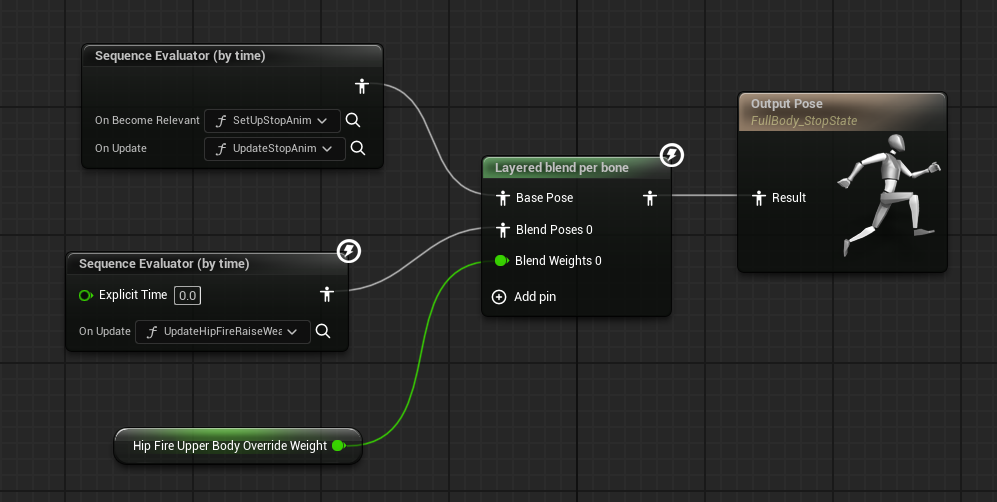 Sequence Evaluator (by time)
On Become Relevant
SetUpStopAnim
On Update
UpdateStopAnim
Sequence Evaluator (by time)
Explicit Time 0.0
On Update
UpdateHipFireRaiseWea
Hip Fire Upper Body Override Weight
Layered blend per bone
Base Pose
Blend Poses 0
Blend Weights 0
Add pin
Output Pose
FullBody_StopState
Result